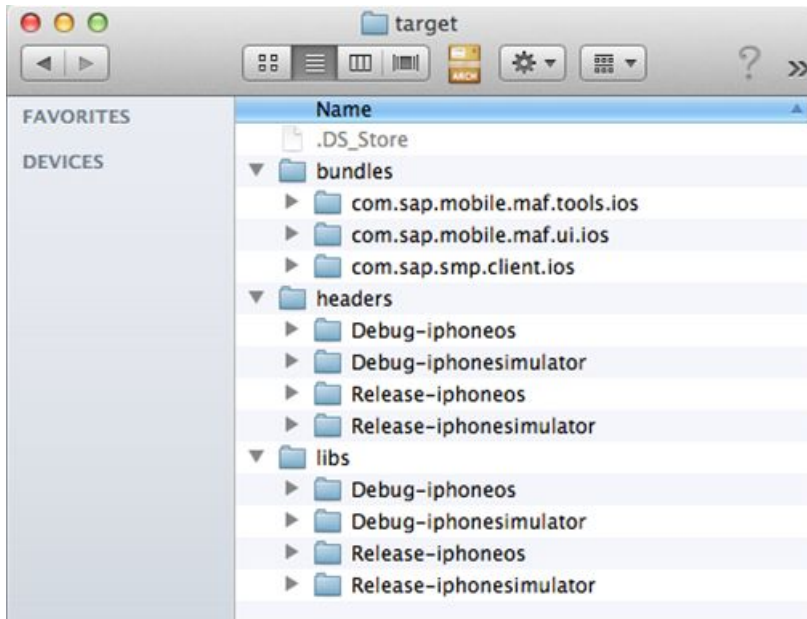 target
ARCH
FAVORITES
DEVICES
Name
.DS_Store
bundles
com.sap.mobile.maf.tools.ios
com.sap.mobile.maf.ui.ios
com.sap.smp.client.ios
headers
Debug-iphoneos
Debug-iphonesimulator
Release-iphoneos
Release-iphonesimulator
libs
Debug-iphoneos
Debug-iphonesimulator
Release-iphoneos
Release-iphonesimulator